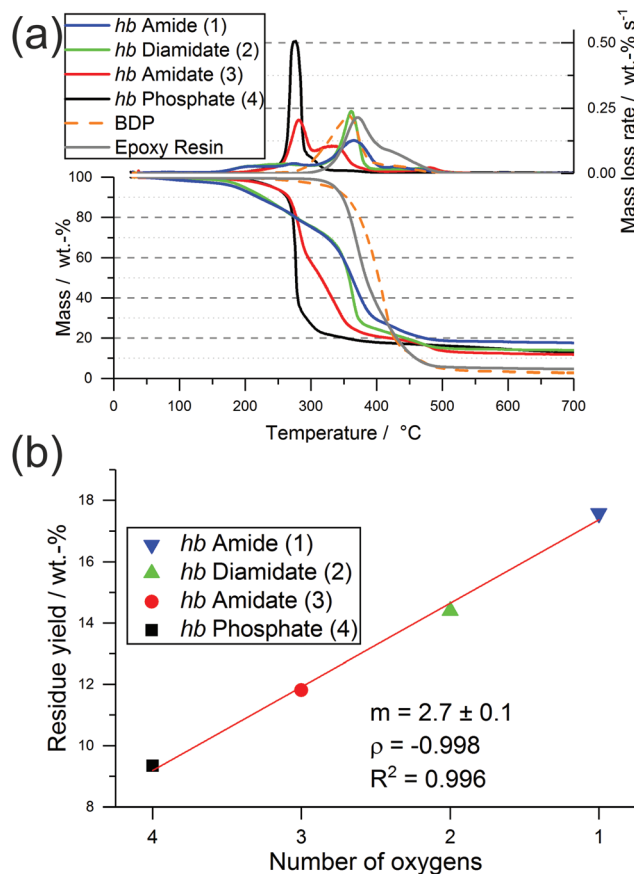 (a)
hb Amide (1)
hb Diamidate (2)
hb Amidate (3)
hb Phosphate (4)
BDP
Epoxy Resin
0.50
0.25
0.00
Mass loss rate / wt.-% s⁻¹
100
80
60
40
20
0
Mass / wt.-%
0 100 200 300 400 500 600 700
Temperature / °C
(b)
18
16
14
12
10
8
Residue yield / wt.-%
hb Amide (1)
hb Diamidate (2)
hb Amidate (3)
hb Phosphate (4)
m = 2.7 ± 0.1
ρ = -0.998
R² = 0.996
4 3 2 1
Number of oxygens